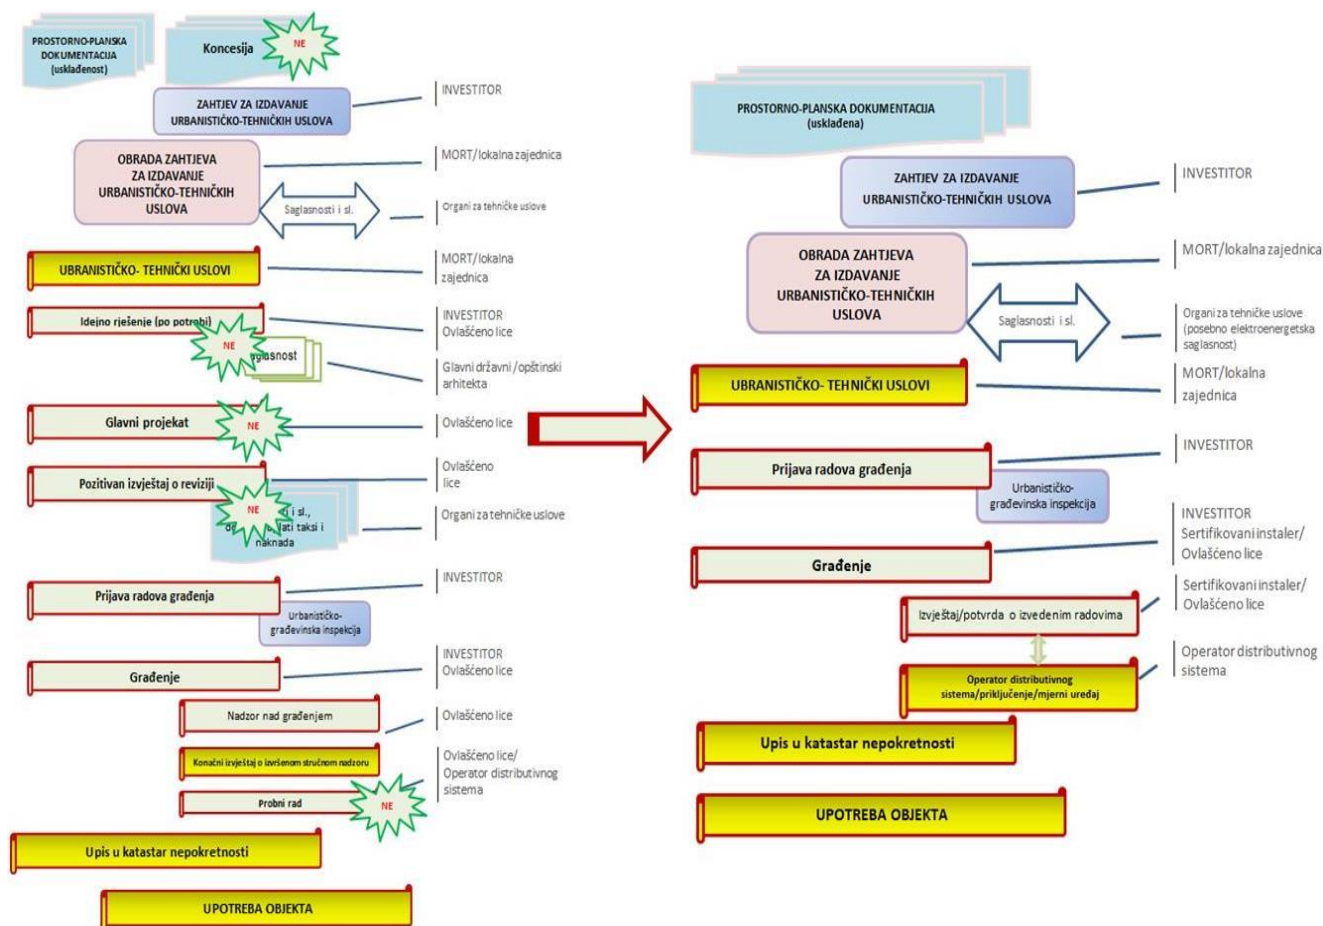 PROSTORNO-PLANSKA
DOKUMENTACIJA
(usklađenost)
Koncesija
NE
ZAHTJEV ZA IZDAVANJE
URBANISTIČKO-TEHNIČKIH USLOVA
INVESTITOR
OBRADA ZAHTJEVA
ZA IZDAVANJE
URBANISTIČKO-TEHNIČKIH
USLOVA
MORT/lokalna zajednica
Saglasnosti i sl.
Organi za tehničke uslove
UBRANISTIČKO- TEHNIČKI USLOVI
MORT/lokalna
zajednica
Idejno rješenje (po potrebi)
INVESTITOR
Ovlašćeno lice
NE
Glavni državni/opštinski
arhitekta
Glavni projekat
NE
Ovlašćeno lice
Pozitivan izvještaj o reviziji
Ovlašćeno
lice
NE
i sl.,
taksi i
naknada
Organi za tehničke uslove
Prijava radova građenja
INVESTITOR
Urbanističko-
građevinska inspekcija
Građenje
INVESTITOR
Ovlašćeno lice
Nadzor nad građenjem
Ovlašćeno lice
Konačni izvještaj o izvršenom stručnom nadzoru
Ovlašćeno lice/
Operator distributivnog
sistema
Probni rad
NE
Upis u katastar nepokretnosti
UPOTREBA OBJEKTA
PROSTORNO-PLANSKA DOKUMENTACIJA
(usklađena)
ZAHTJEV ZA IZDAVANJE
URBANISTIČKO-TEHNIČKIH USLOVA
INVESTITOR
OBRADA ZAHTJEVA
ZA IZDAVANJE
URBANISTIČKO-TEHNIČKIH
USLOVA
MORT/lokalna zajednica
Saglasnosti i sl.
Organi za tehničke uslove
(posebno elektroenergetska
saglasnost)
UBRANISTIČKO- TEHNIČKI USLOVI
MORT/lokalna
zajednica
Prijava radova građenja
INVESTITOR
Urbanističko-
građevinska inspekcija
Građenje
INVESTITOR
Sertifikovani instaler/
Ovlašćeno lice
Izvještaj/potvrda o izvedenim radovima
Sertifikovani instaler/
Ovlašćeno lice
Operator distributivnog
sistema/priključenje/mjerni uređaj
Operator distributivnog
sistema
Upis u katastar nepokretnosti
UPOTREBA OBJEKTA